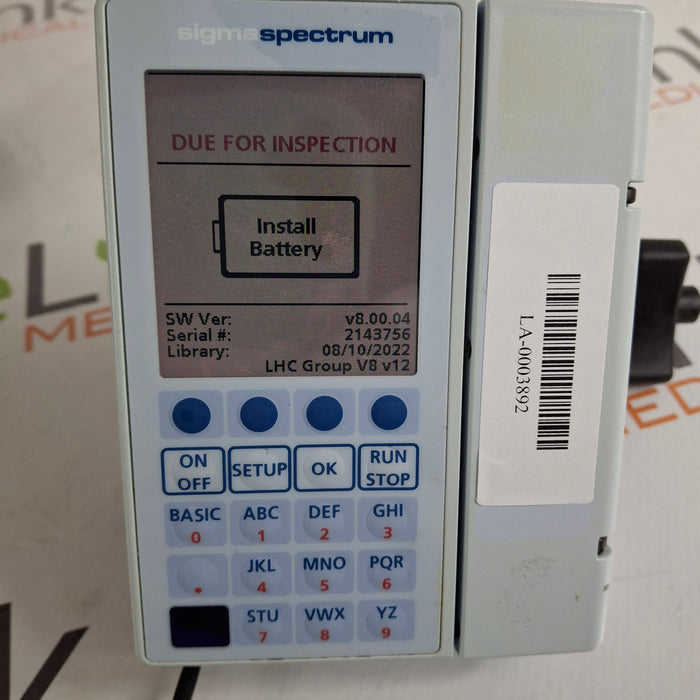 sigmaspectrum
DUE FOR INSPECTION
Install
Battery
SW Ver: v8.00.04
Serial #: 2143756
Library: 08/10/2022
LHC Group V8 v12
ON
OFF
SETUP
OK
RUN
STOP
BASIC
0
ABC
1
DEF
2
GHI
3
.
JKL
4
MNO
5
PQR
6
STU
7
VWX
8
YZ
9
LA-0003892